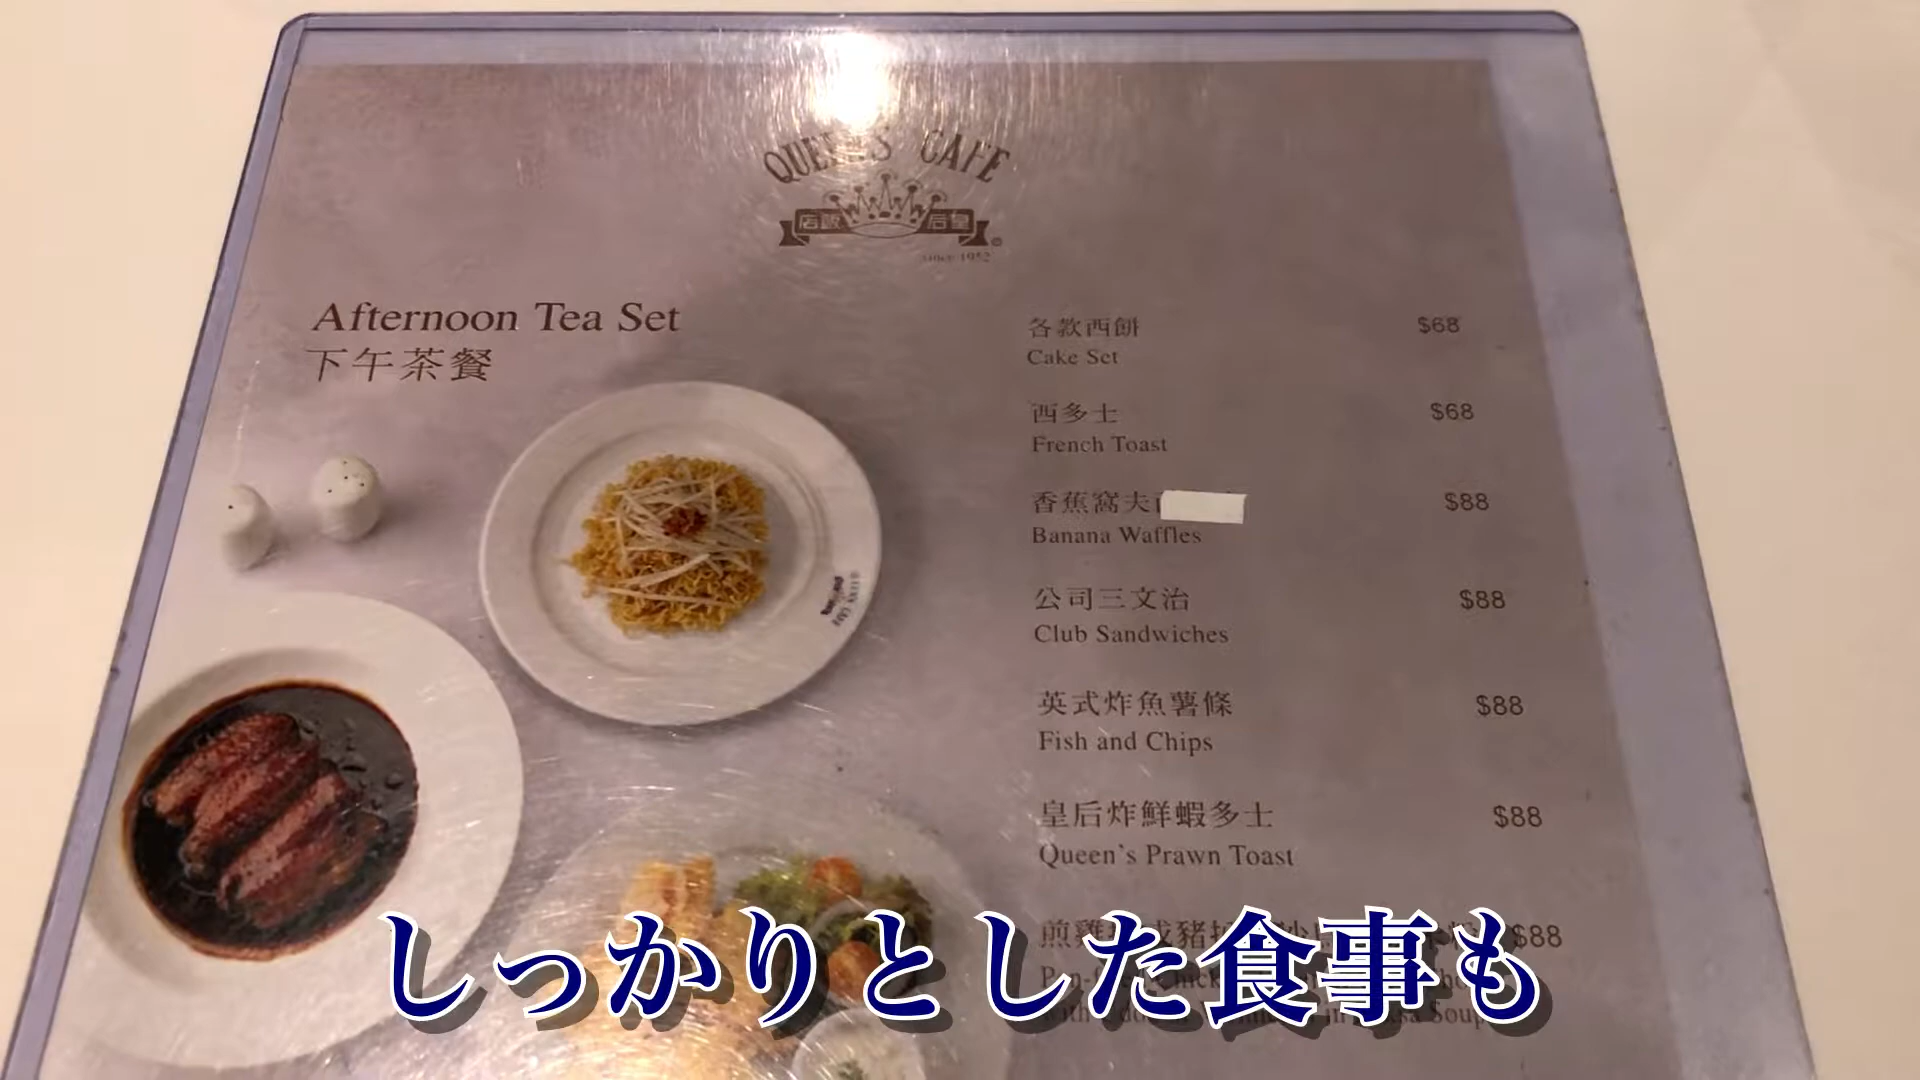 QUEEN'S CAFE
店飯 后皇
since 1952
Afternoon Tea Set
下午茶餐
各款西餅 $68
Cake Set
西多士 $68
French Toast
香蕉窩夫 $88
Banana Waffles
公司三文治 $88
Club Sandwiches
英式炸魚薯條 $88
Fish and Chips
皇后炸鮮蝦多士 $88
Queen's Prawn Toast
煎雞 $88
Soup
しっかりとした食事も